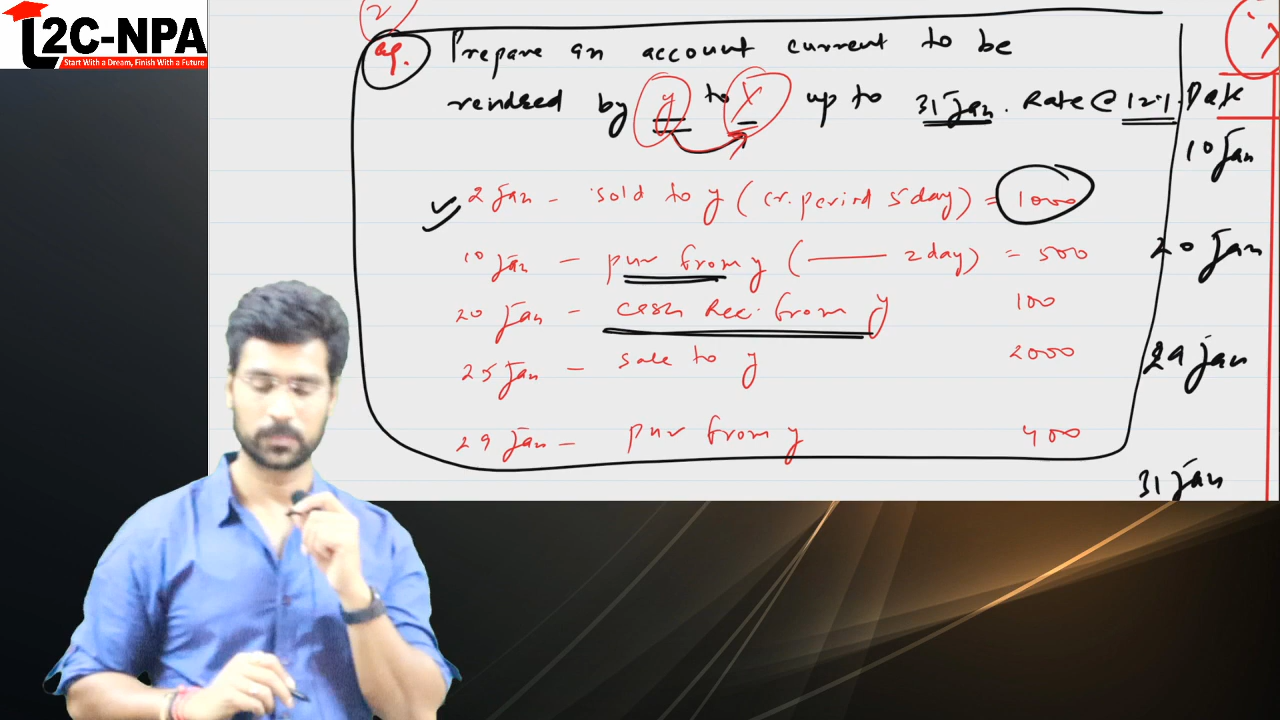 L2C-NPA
Start With a Dream, Finish With a Future
2
eg. Prepare an account current to be
rendered by y to X up to 31 Jan. Rate @ 12%.
2 Jan - sold to y (cr. period 5 day) = 1000
10 Jan - pur from y ( —— 2 day) = 500
20 Jan - cash Rec. from y 100
25 Jan - sale to y 2000
29 Jan - pur from y 400
X
Date
10 Jan
20 Jan
29 Jan
31 Jan